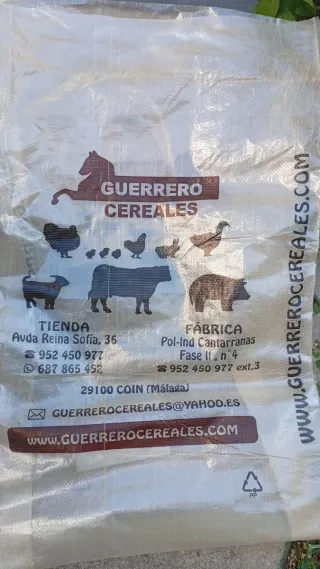 GUERRERO
CEREALES
TIENDA
Avda Reina Sofía, 36
952 450 977
687 865 452
FÁBRICA
Pol-Ind Cantarranas
Fase II, n° 4
952 450 977 ext.3
29100 COIN (Málaga)
GUERREROCEREALES@YAHOO.ES
WWW.GUERREROCEREALES.COM
WWW.GUERREROCEREALES.COM
PP